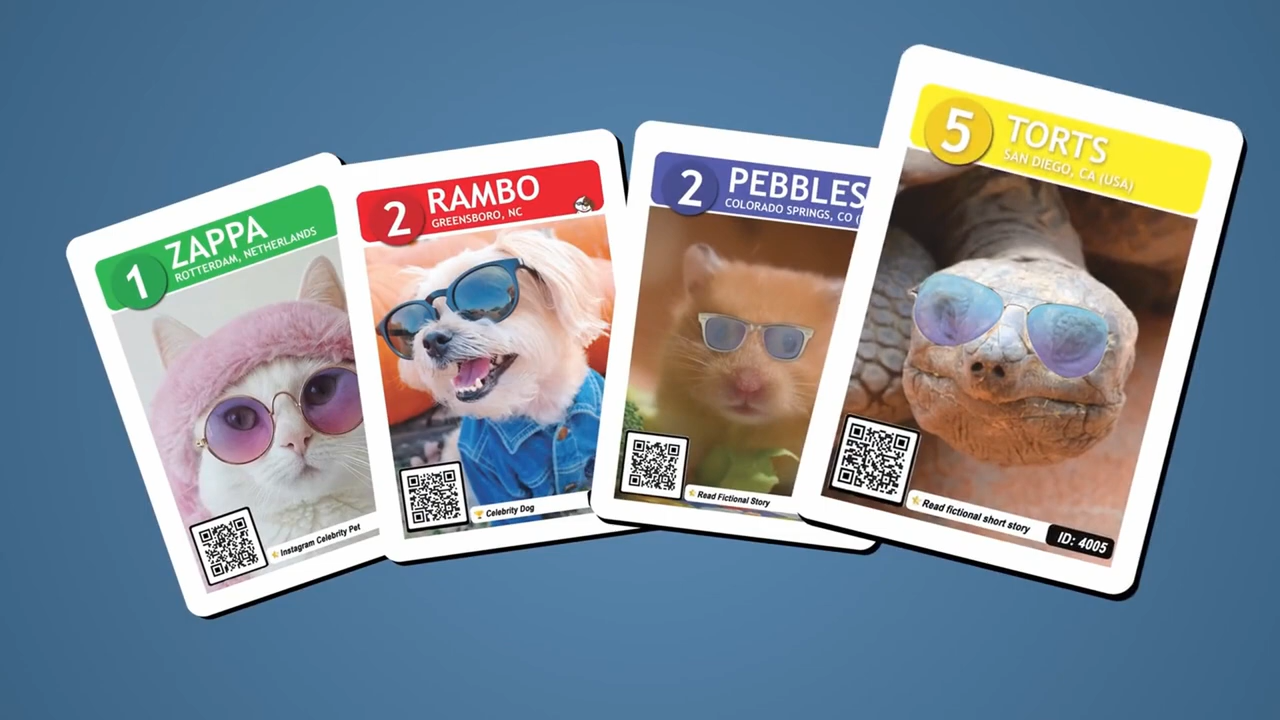 1
ZAPPA
ROTTERDAM, NETHERLANDS
Instagram Celebrity Pet
2
RAMBO
GREENSBORO, NC
Celebrity Dog
2
PEBBLES
COLORADO SPRINGS, CO (
Read Fictional Story
5
TORTS
SAN DIEGO, CA (USA)
Read fictional short story
ID: 4005